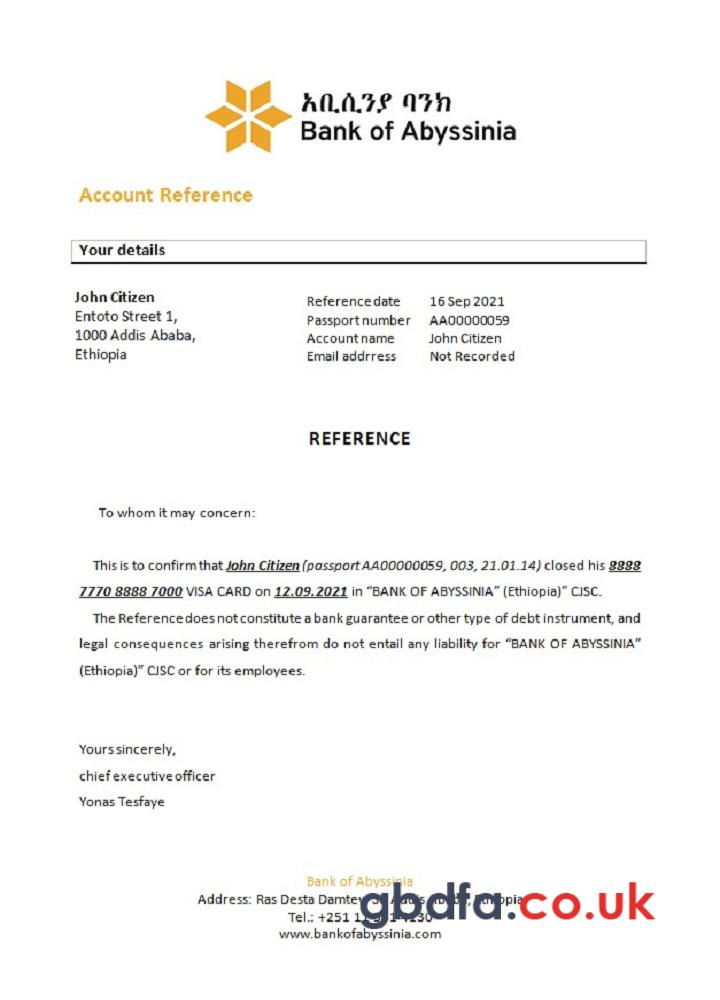 አቢሲንያ ባንክ
Bank of Abyssinia
Account Reference
Your details
John Citizen
Entoto Street 1,
1000 Addis Ababa,
Ethiopia
Reference date 16 Sep 2021
Passport number AA00000059
Account name John Citizen
Email addrress Not Recorded
REFERENCE
To whom it may concern:
This is to confirm that John Citizen (passport AA00000059, 003, 21.01.14) closed his 8888
7770 8888 7000 VISA CARD on 12.09.2021 in “BANK OF ABYSSINIA” (Ethiopia)” CJSC.
The Reference does not constitute a bank guarantee or other type of debt instrument, and
legal consequences arising therefrom do not entail any liability for “BANK OF ABYSSINIA”
(Ethiopia)” CJSC or for its employees.
Yours sincerely,
chief executive officer
Yonas Tesfaye
Bank of Abyssinia
Address: Ras Desta Damtew
gbdfa.co.uk
Tel.: +251 11
www.bankofabyssinia.com